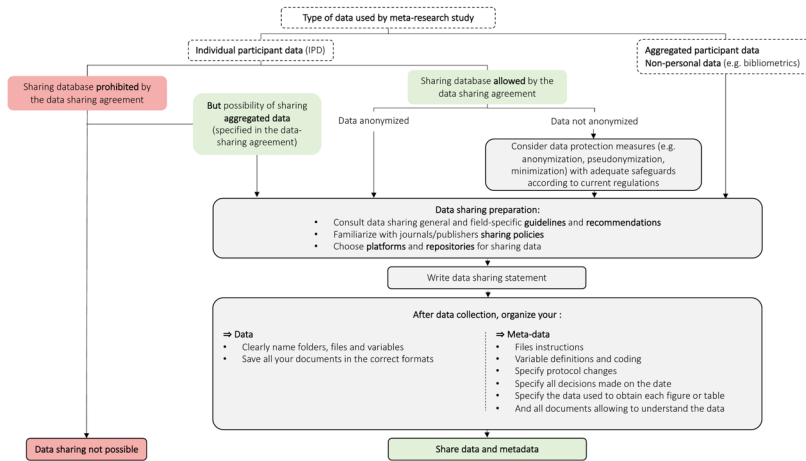 Type of data used by meta-research study
Individual participant data (IPD)
Aggregated participant data
Non-personal data (e.g. bibliometrics)
Sharing database prohibited by
the data sharing agreement
Sharing database allowed by the
data sharing agreement
But possibility of sharing
aggregated data
(specified in the data-
sharing agreement)
Data anonymized
Data not anonymized
Consider data protection measures (e.g.
anonymization, pseudonymization,
minimization) with adequate safeguards
according to current regulations
Data sharing preparation:
• Consult data sharing general and field-specific guidelines and recommendations
• Familiarize with journals/publishers sharing policies
• Choose platforms and repositories for sharing data
Write data sharing statement
After data collection, organize your :
⇒ Data
• Clearly name folders, files and variables
• Save all your documents in the correct formats
⇒ Meta-data
• Files instructions
• Variable definitions and coding
• Specify protocol changes
• Specify all decisions made on the date
• Specify the data used to obtain each figure or table
• And all documents allowing to understand the data
Data sharing not possible
Share data and metadata